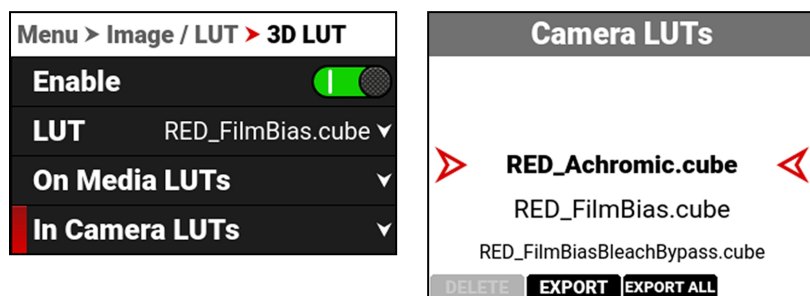 Menu > Image / LUT > 3D LUT
Enable
LUT RED_FilmBias.cube
On Media LUTs
In Camera LUTs
Camera LUTs
RED_Achromic.cube
RED_FilmBias.cube
RED_FilmBiasBleachBypass.cube
DELETE EXPORT EXPORT ALL